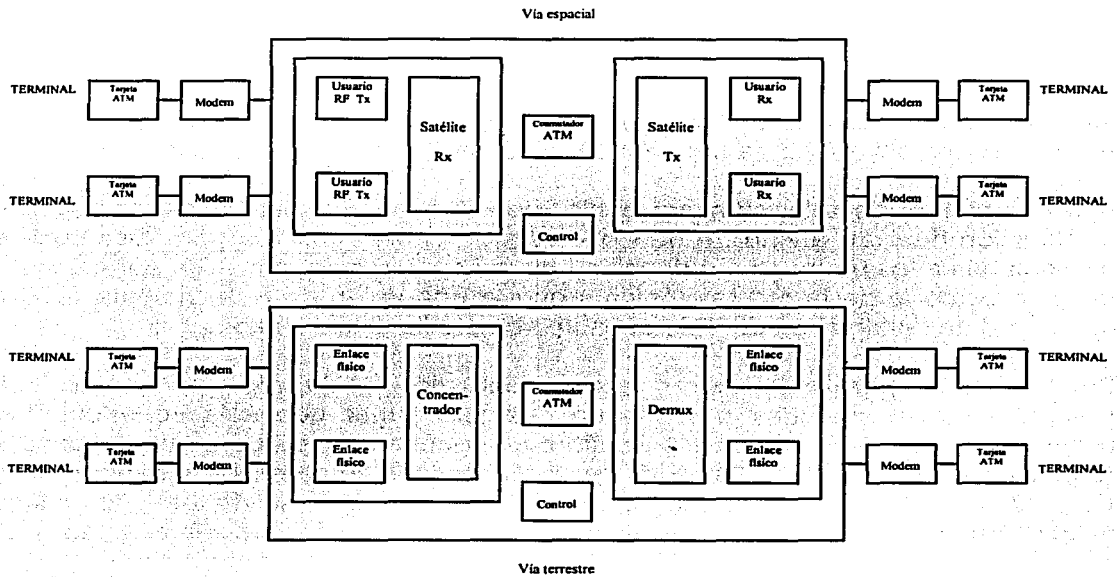 Vía espacial
TERMINAL
Tarjeta
ATM
Modem
Usuario
RF Tx
Satélite
Rx
Usuario
RF Tx
Conmutador
ATM
Control
Satélite
Tx
Usuario
Rx
Usuario
Rx
Modem
Tarjeta
ATM
TERMINAL
TERMINAL
Tarjeta
ATM
Modem
Modem
Tarjeta
ATM
TERMINAL
TERMINAL
Tarjeta
ATM
Modem
Enlace
físico
Concen-
trador
Enlace
físico
Conmutador
ATM
Control
Demux
Enlace
físico
Enlace
físico
Modem
Tarjeta
ATM
TERMINAL
TERMINAL
Tarjeta
ATM
Modem
Modem
Tarjeta
ATM
TERMINAL
Vía terrestre